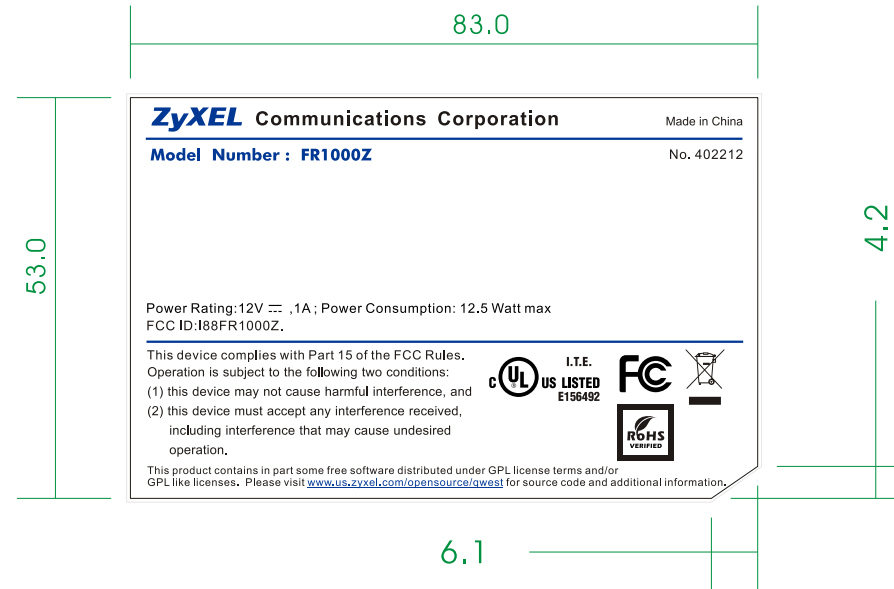 83.0
ZyXEL Communications Corporation Made in China
Model Number : FR1000Z No. 402212
4.2
53.0
Power Rating:12V ⎓ ,1A ; Power Consumption: 12.5 Watt max
FCC ID:I88FR1000Z.
This device complies with Part 15 of the FCC Rules.
Operation is subject to the following two conditions:
(1) this device may not cause harmful interference, and
(2) this device must accept any interference received,
including interference that may cause undesired
operation.
I.T.E.
C UL US LISTED
E156492
FC
RoHS
VERIFIED
This product contains in part some free software distributed under GPL license terms and/or
GPL like licenses. Please visit www.us.zyxel.com/opensource/qwest for source code and additional information.
6.1